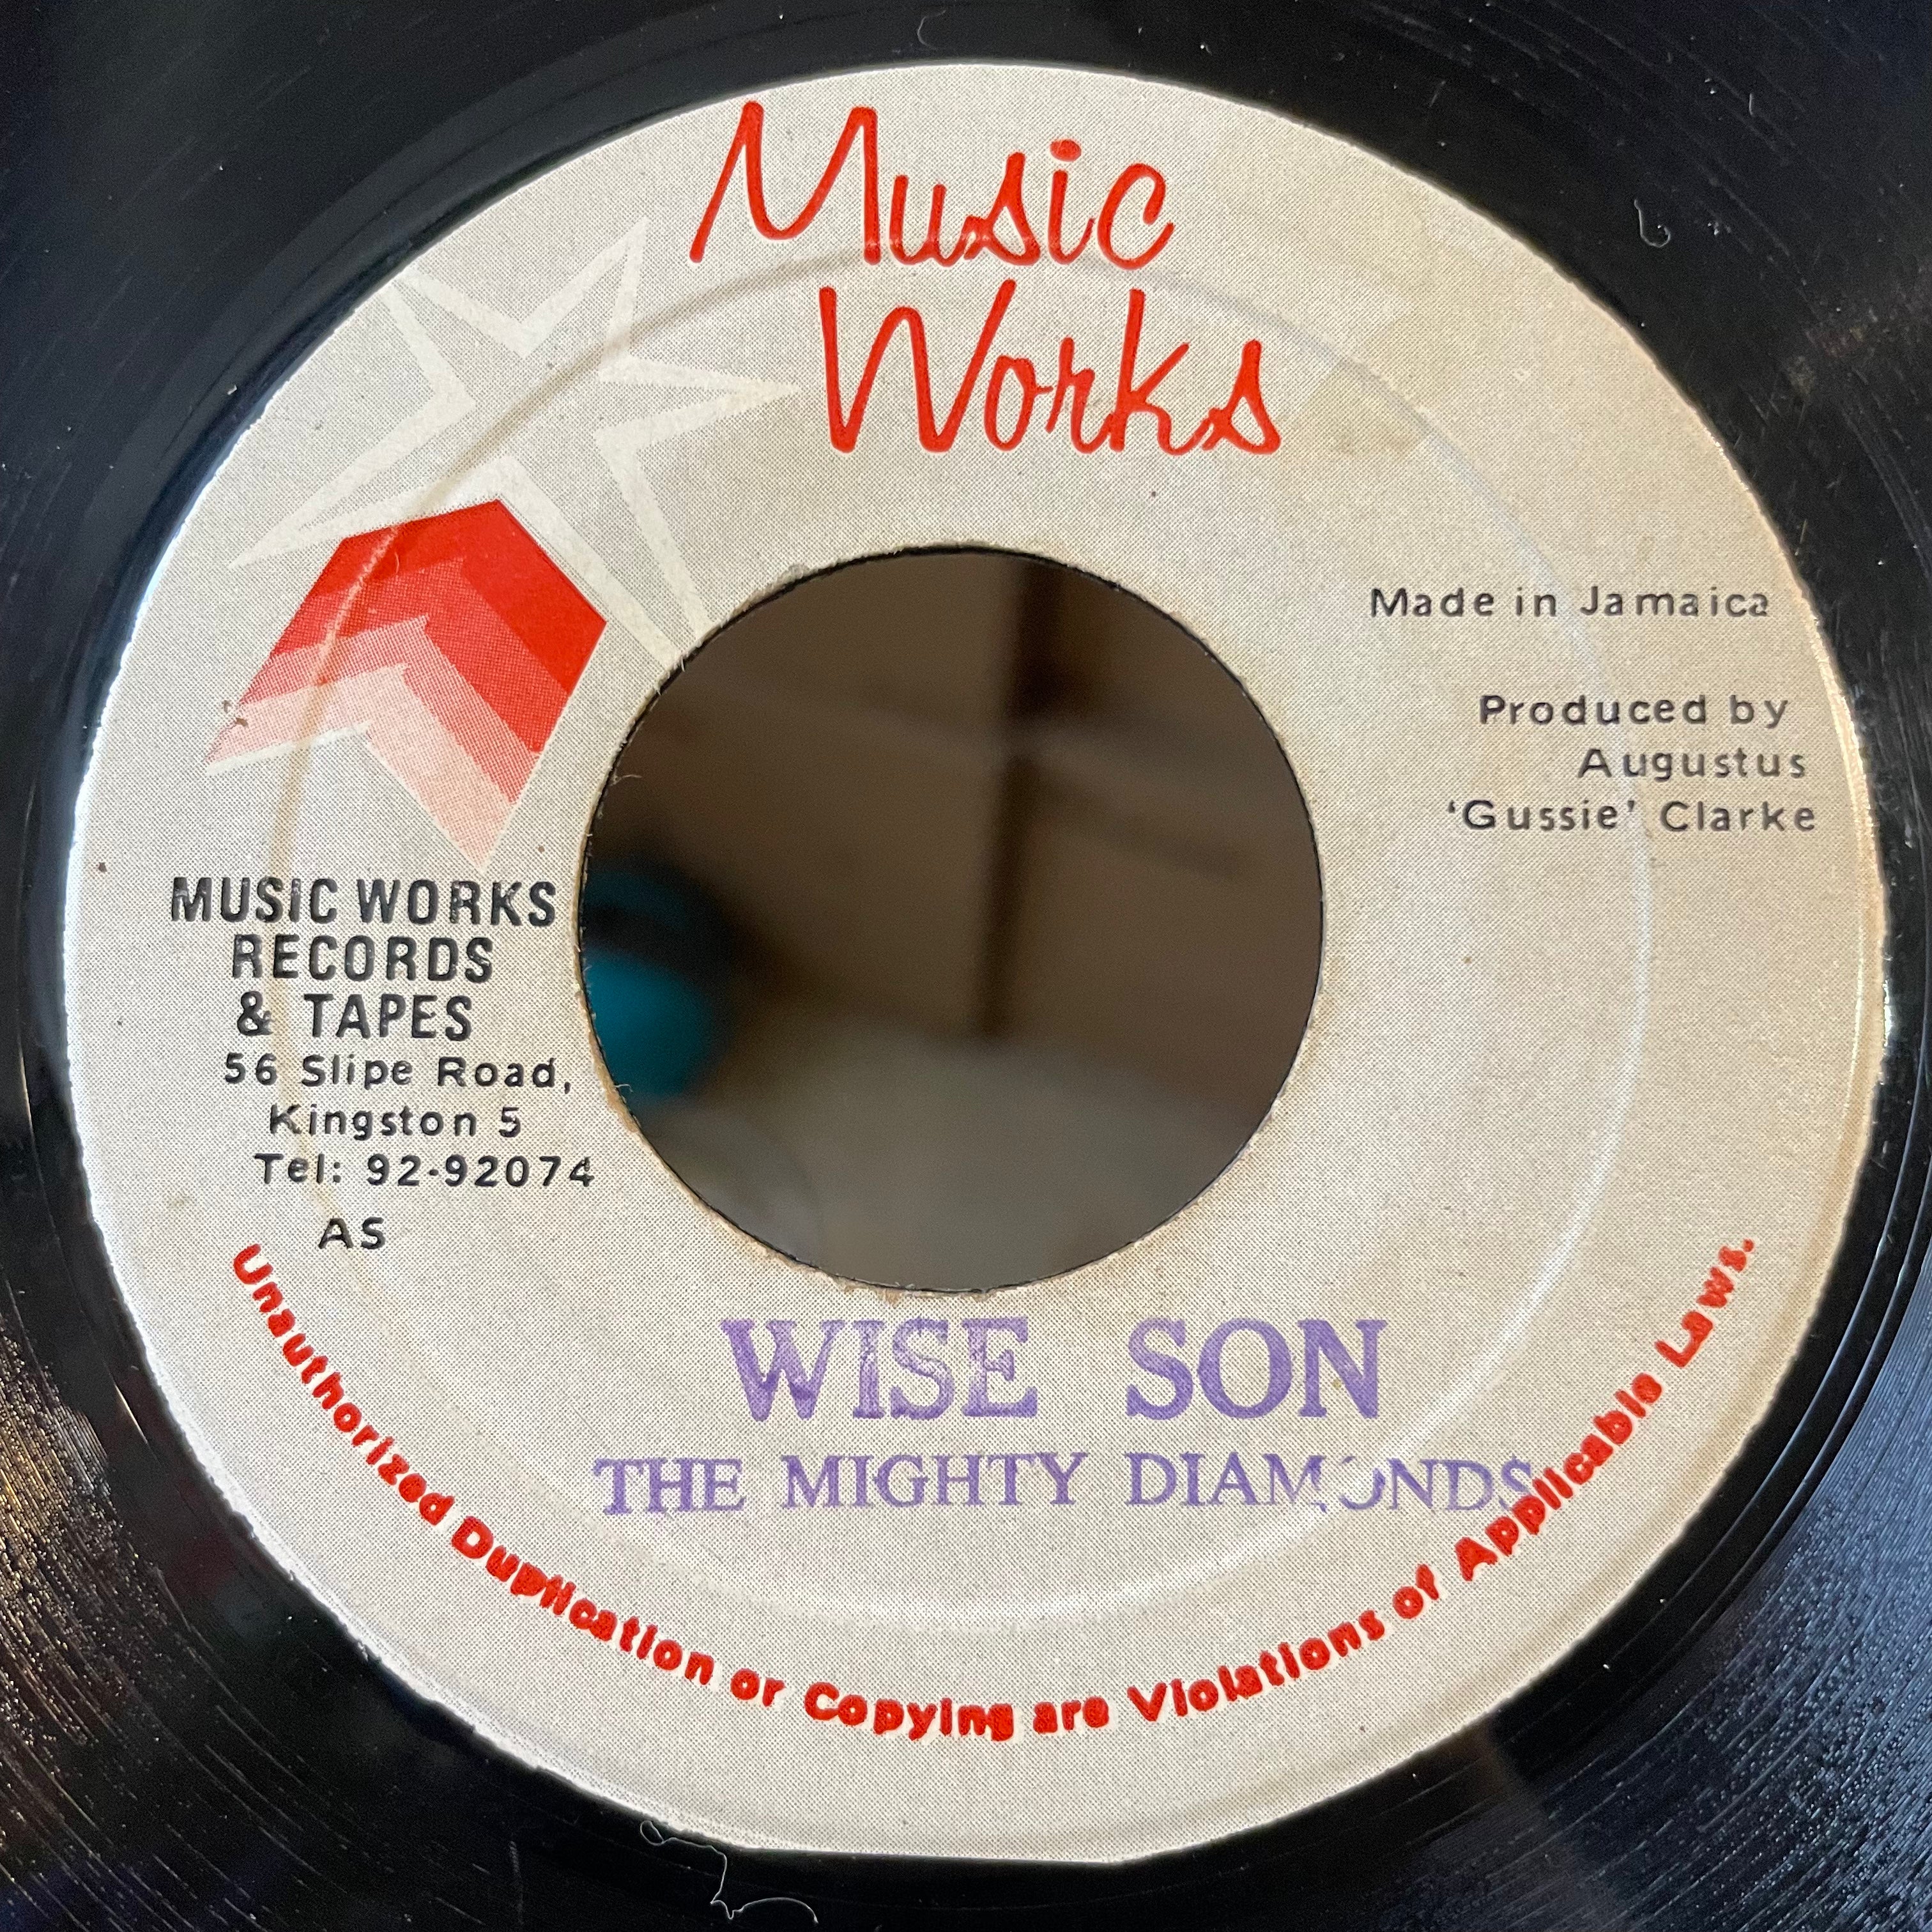 Music
Works
Made in Jamaica
Produced by
Augustus
‘Gussie’ Clarke
MUSIC WORKS
RECORDS
& TAPES
56 Slipe Road,
Kingston 5
Tel: 92-92074
AS
WISE SON
THE MIGHTY DIAMONDS
Unauthorized Duplication or Copying are Violations of Applicable Laws.